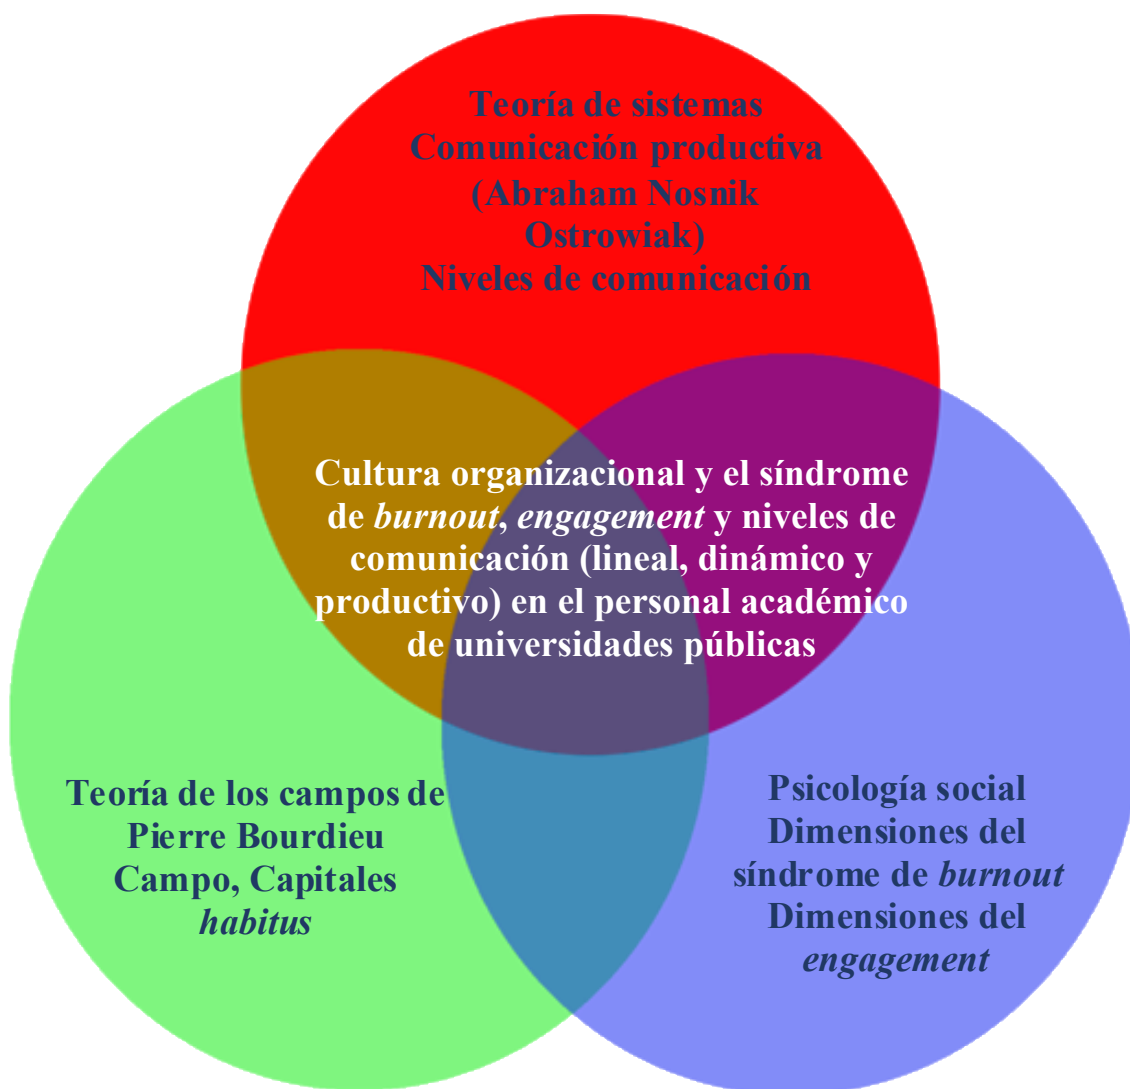 Teoría de sistemas
Comunicación productiva
(Abraham Nosnik
Ostrowiak)
Niveles de comunicación
Cultura organizacional y el síndrome
de burnout, engagement y niveles de
comunicación (lineal, dinámico y
productivo) en el personal académico
de universidades públicas
Teoría de los campos de
Pierre Bourdieu
Campo, Capitales
habitus
Psicología social
Dimensiones del
síndrome de burnout
Dimensiones del
engagement